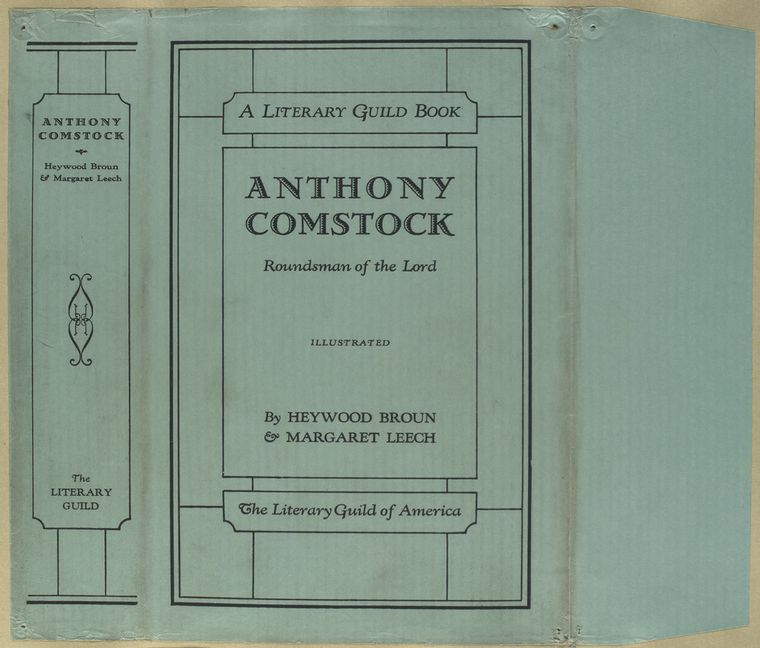 ANTHONY
COMSTOCK
Heywood Broun
& Margaret Leech
The
LITERARY
GUILD
A LITERARY GUILD BOOK
ANTHONY
COMSTOCK
Roundsman of the Lord
ILLUSTRATED
By HEYWOOD BROUN
& MARGARET LEECH
The Literary Guild of America